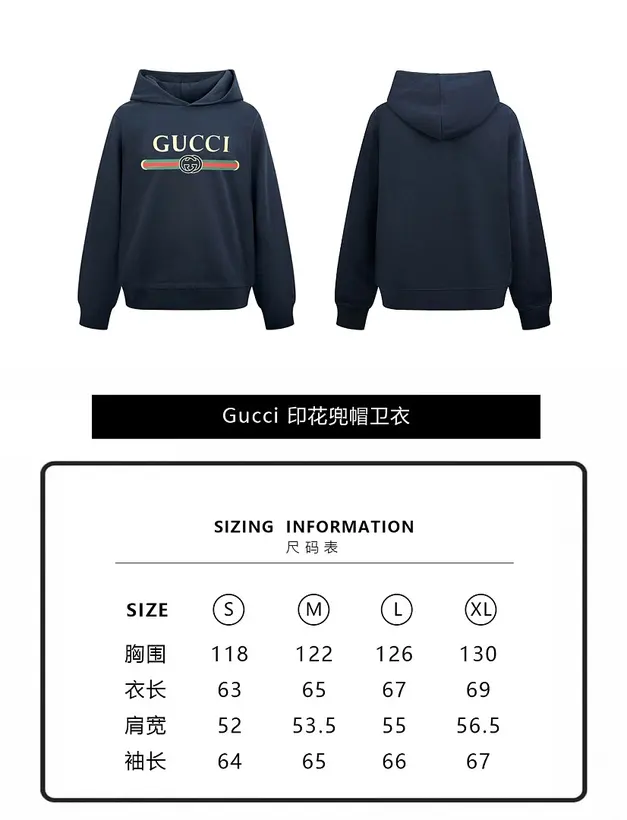 GUCCI
Gucci 印花兜帽卫衣
SIZING INFORMATION
尺码表
SIZE S M L XL
胸围 118 122 126 130
衣长 63 65 67 69
肩宽 52 53.5 55 56.5
袖长 64 65 66 67